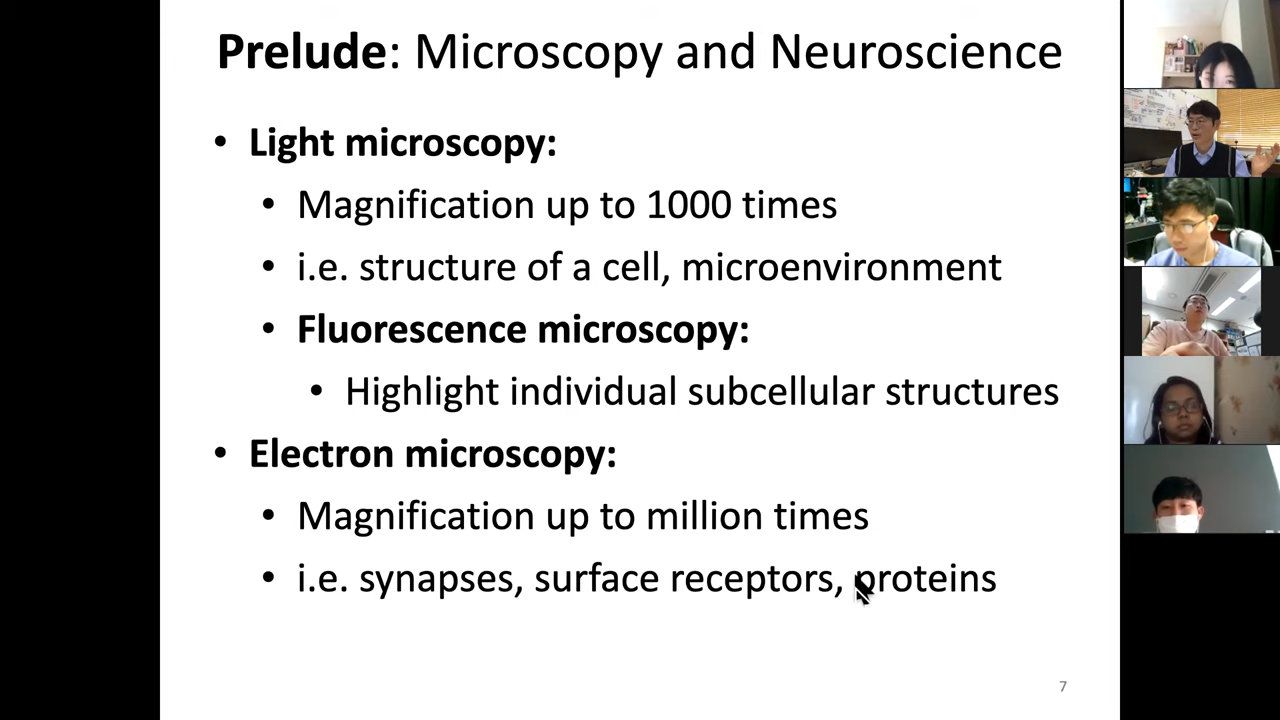 Prelude: Microscopy and Neuroscience
• Light microscopy:
• Magnification up to 1000 times
• i.e. structure of a cell, microenvironment
• Fluorescence microscopy:
• Highlight individual subcellular structures
• Electron microscopy:
• Magnification up to million times
• i.e. synapses, surface receptors, proteins
7